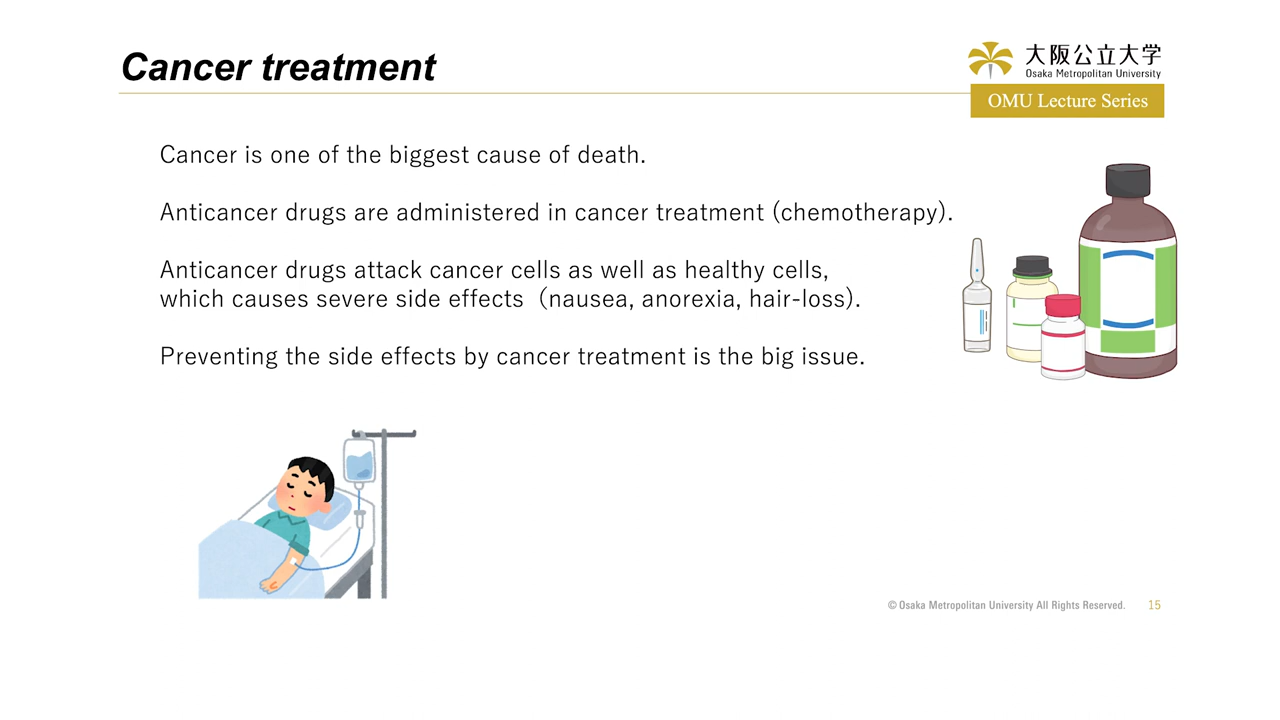 Cancer treatment
大阪公立大学
Osaka Metropolitan University
OMU Lecture Series
Cancer is one of the biggest cause of death.
Anticancer drugs are administered in cancer treatment (chemotherapy).
Anticancer drugs attack cancer cells as well as healthy cells,
which causes severe side effects (nausea, anorexia, hair-loss).
Preventing the side effects by cancer treatment is the big issue.
© Osaka Metropolitan University All Rights Reserved. 15